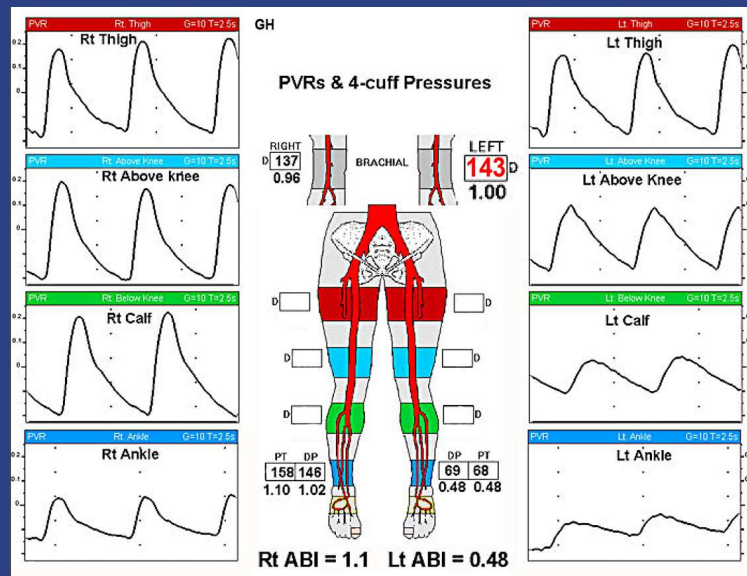 PVR Rt. Thigh G=10 T=2.5s
Rt Thigh
0.2
0.1
0
GH
PVR Lt. Thigh G=10 T=2.5s
Lt Thigh
PVRs & 4-cuff Pressures
RIGHT
D 137
0.96
BRACHIAL
LEFT
143 D
1.00
PVR Rt. Above Knee G=10 T=2.5s
Rt Above knee
0.2
0.1
0
PVR Lt. Above Knee G=10 T=2.5s
Lt Above Knee
D D
PVR Rt. Below Knee G=10 T=2.5s
Rt Calf
0.2
0.1
0
PVR Lt. Below Knee G=10 T=2.5s
Lt Calf
D D
D D
PVR Rt. Ankle G=10 T=2.5s
Rt Ankle
0.2
0.1
0
PVR Lt. Ankle G=10 T=2.5s
Lt Ankle
PT DP
158 146
1.10 1.02
DP PT
69 68
0.48 0.48
Rt ABI = 1.1 Lt ABI = 0.48